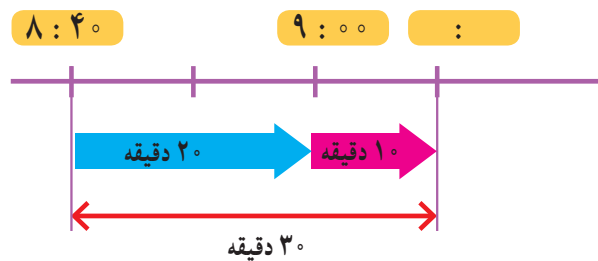 ۸ : ۴۰
۹ : ۰۰
:
۲۰ دقیقه
۱۰ دقیقه
۳۰ دقیقه